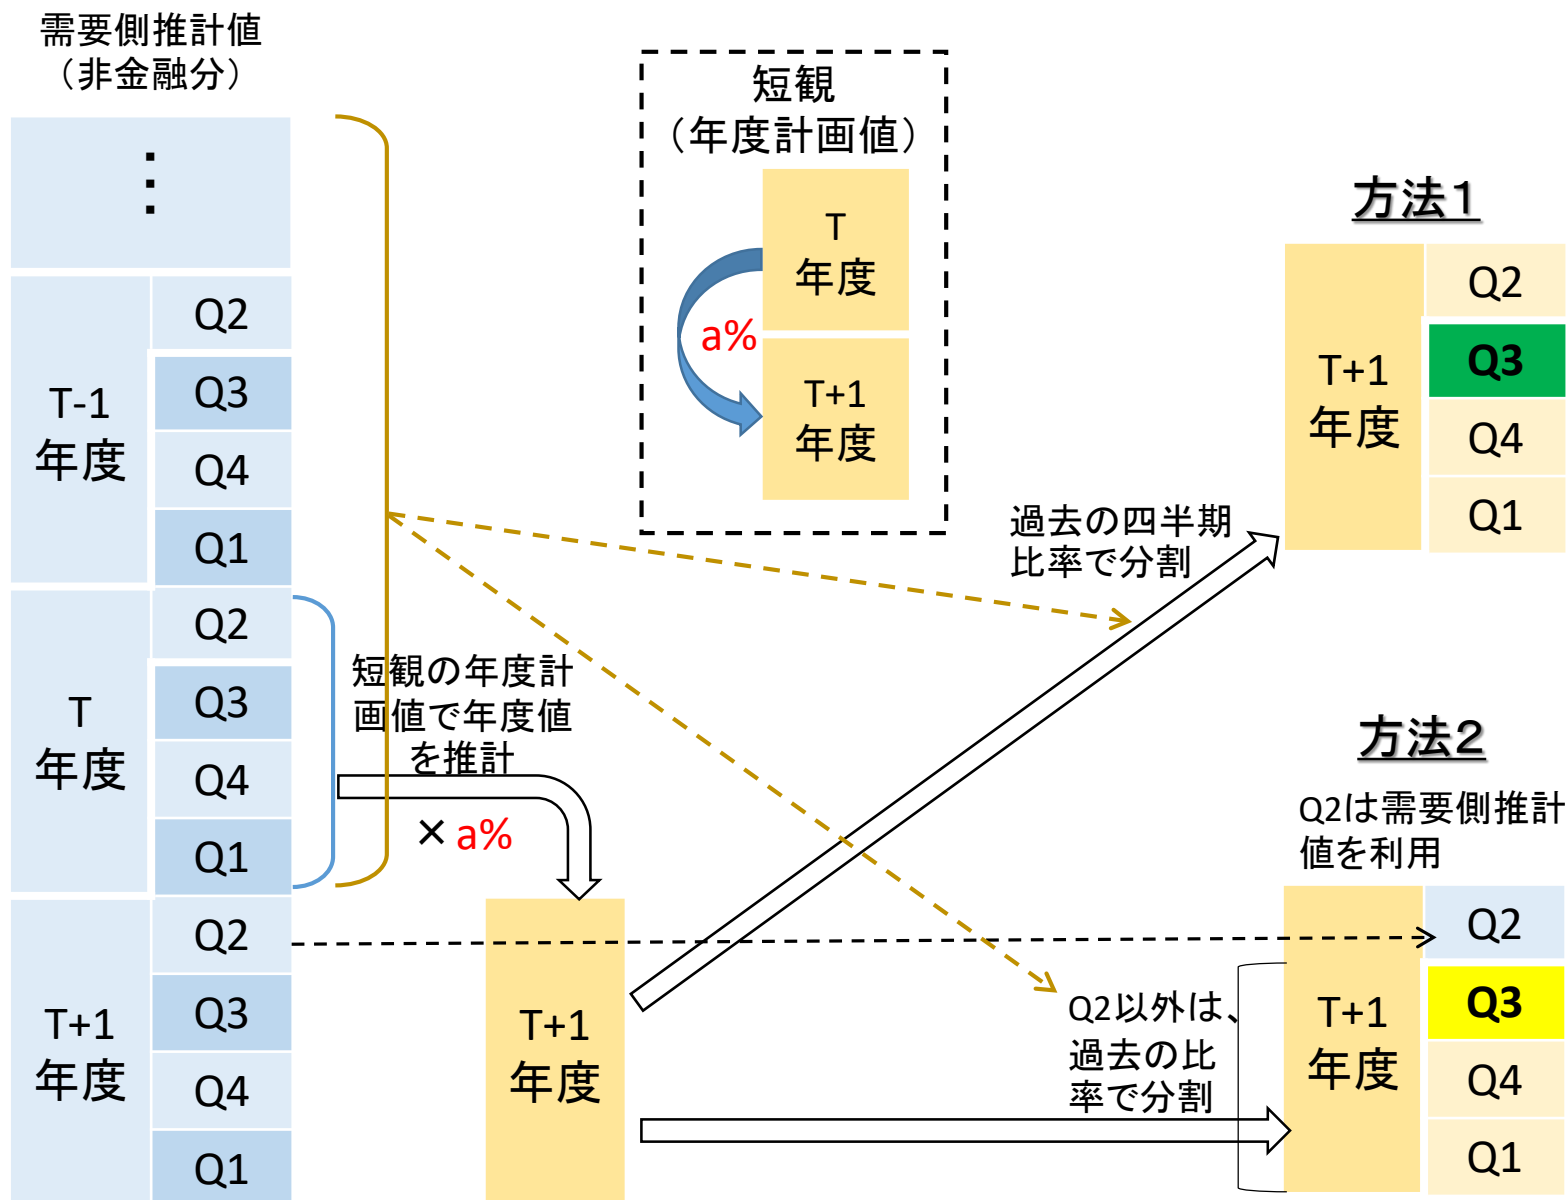 需要側推計値
（非金融分）
⋮
T-1
年度
Q2
Q3
Q4
Q1
T
年度
Q2
Q3
Q4
Q1
T+1
年度
Q2
Q3
Q4
Q1
短観
（年度計画値）
T
年度
a%
T+1
年度
短観の年度計
画値で年度値
を推計
×a%
T+1
年度
過去の四半期
比率で分割
方法１
T+1
年度
Q2
Q3
Q4
Q1
方法２
Q2は需要側推計
値を利用
Q2以外は、
過去の比
率で分割
T+1
年度
Q2
Q3
Q4
Q1